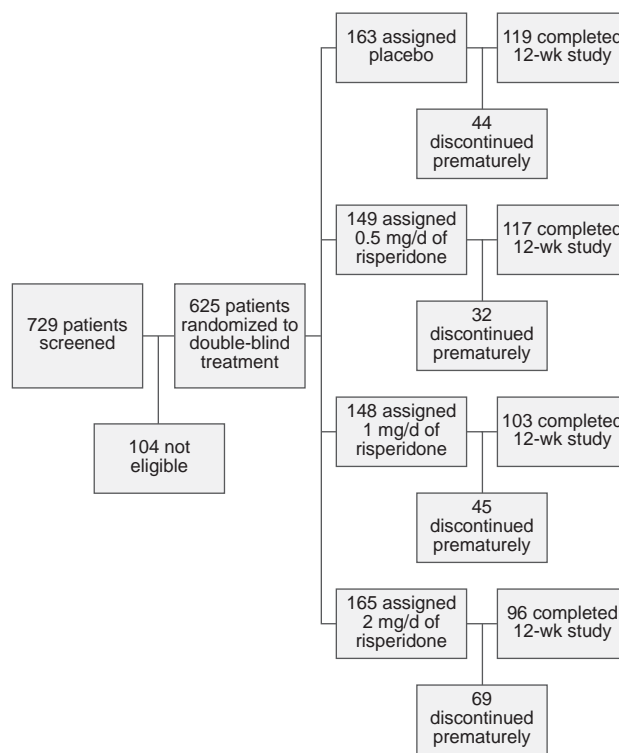 729 patients
screened
104 not
eligible
625 patients
randomized to
double-blind
treatment
163 assigned
placebo
119 completed
12-wk study
44
discontinued
prematurely
149 assigned
0.5 mg/d of
risperidone
117 completed
12-wk study
32
discontinued
prematurely
148 assigned
1 mg/d of
risperidone
103 completed
12-wk study
45
discontinued
prematurely
165 assigned
2 mg/d of
risperidone
96 completed
12-wk study
69
discontinued
prematurely